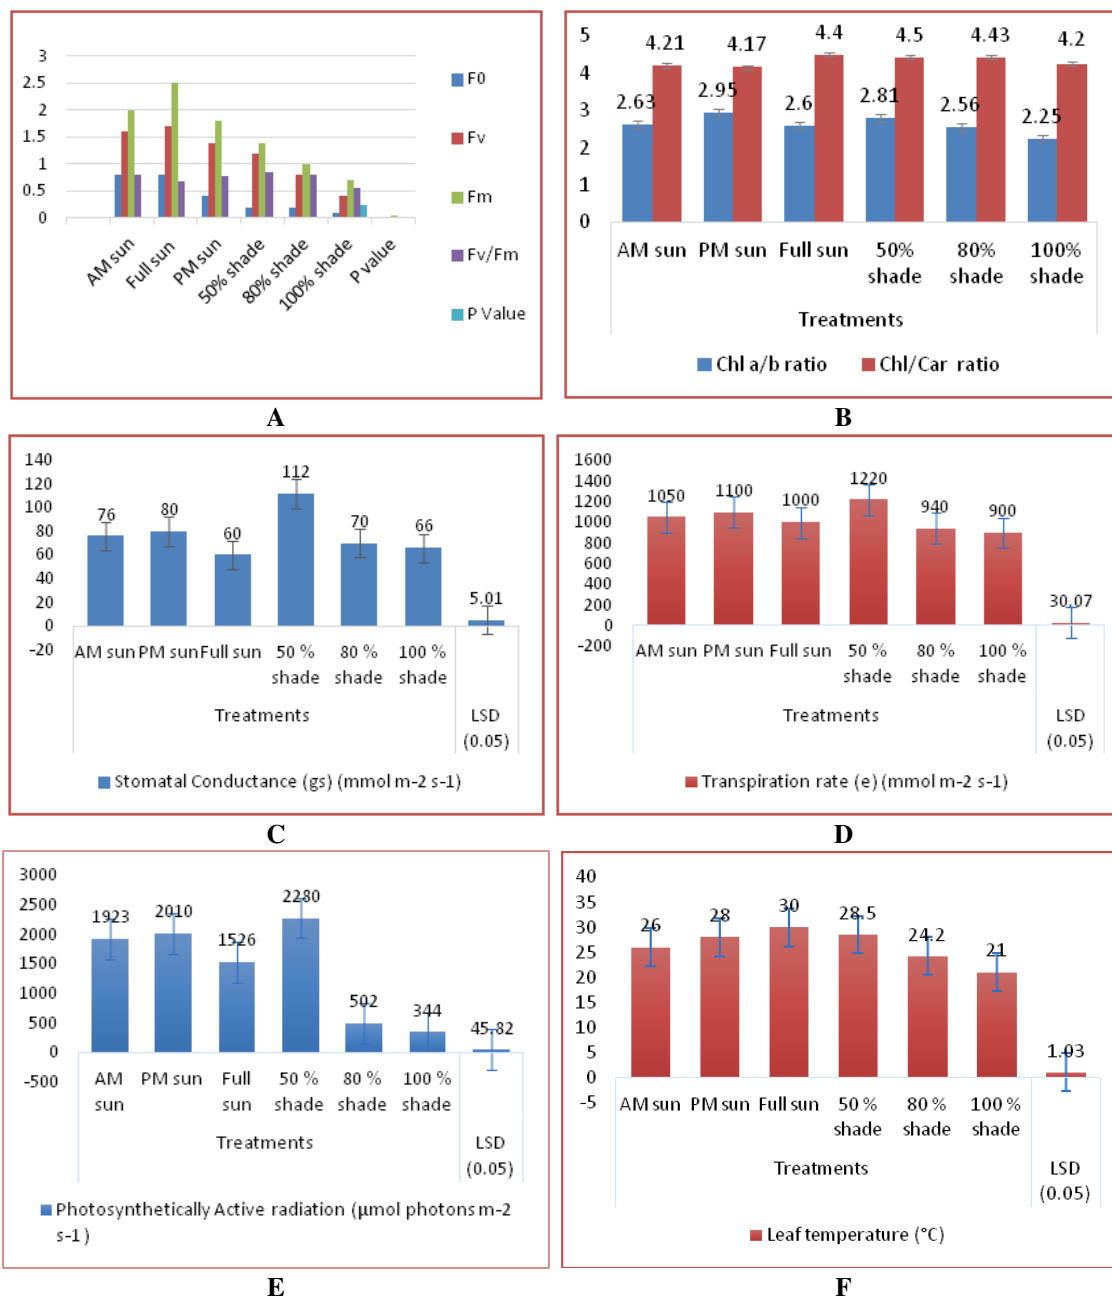 3
2.5
2
1.5
1
0.5
0
AM sun
Full sun
PM sun
50% shade
80% shade
100% shade
P value
F0
Fv
Fm
Fv/Fm
P Value
A
5
4
3
2
1
0
4.21
4.17
4.4
4.5
4.43
4.2
2.63
2.95
2.6
2.81
2.56
2.25
AM sun
PM sun
Full sun
50% shade
80% shade
100% shade
Treatments
Chl a/b ratio
Chl/Car ratio
B
140
120
100
80
60
40
20
0
-20
76
80
60
112
70
66
5.01
AM sun
PM sun
Full sun
50 % shade
80 % shade
100 % shade
Treatments
LSD (0.05)
Stomatal Conductance (gs) (mmol m-2 s-1)
C
1600
1400
1200
1000
800
600
400
200
0
-200
1050
1100
1000
1220
940
900
30.07
AM sun
PM sun
Full sun
50 % shade
80 % shade
100 % shade
Treatments
LSD (0.05)
Transpiration rate (e) (mmol m-2 s-1)
D
3000
2500
2000
1500
1000
500
0
-500
1923
2010
1526
2280
502
344
45.82
AM sun
PM sun
Full sun
50 % shade
80 % shade
100 % shade
Treatments
LSD (0.05)
Photosynthetically Active radiation (µmol photons m-2
s-1)
E
40
35
30
25
20
15
10
5
0
-5
26
28
30
28.5
24.2
21
1.03
AM sun
PM sun
Full sun
50 % shade
80 % shade
100 % shade
Treatments
LSD (0.05)
Leaf temperature (°C)
F